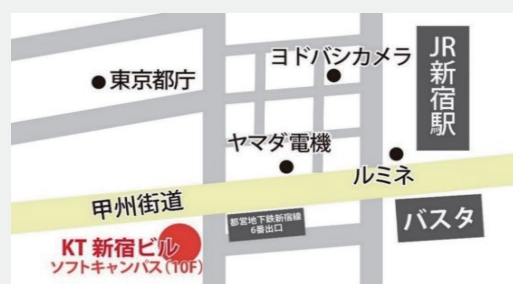 ヨドバシカメラ
JR新宿駅
東京都庁
ヤマダ電機
ルミネ
甲州街道
都営地下鉄新宿線
6番出口
バスタ
KT 新宿ビル
ソフトキャンパス(10F)